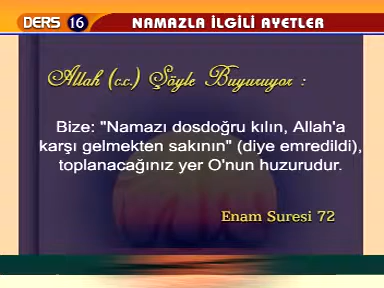 DERS 16 NAMAZLA İLGİLİ AYETLER
Allah (c.c.) Şöyle Buyuruyor :
Bize: "Namazı dosdoğru kılın, Allah'a
karşı gelmekten sakının" (diye emredildi),
toplanacağınız yer O'nun huzurudur.
Enam Suresi 72